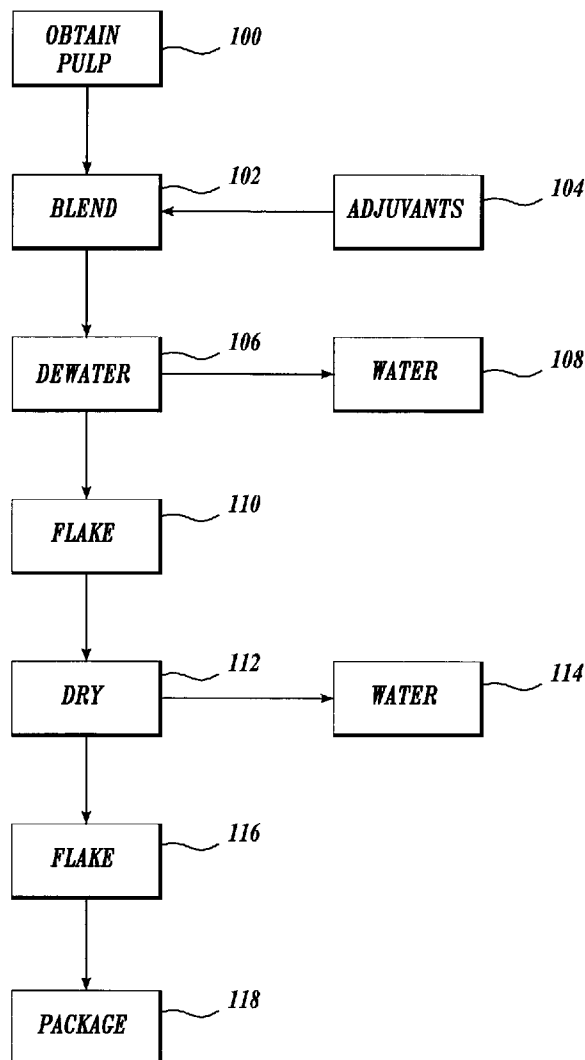 OBTAIN
PULP
100
BLEND
102
ADJUVANTS
104
DEWATER
106
WATER
108
FLAKE
110
DRY
112
WATER
114
FLAKE
116
PACKAGE
118